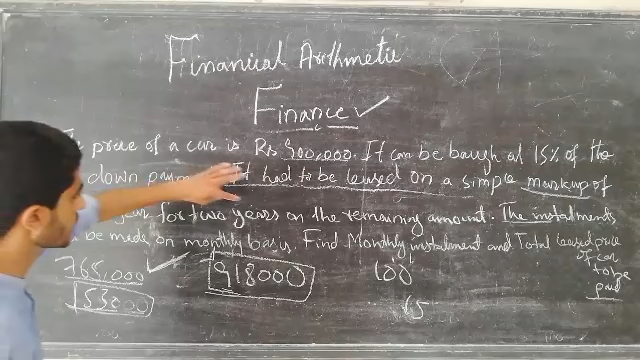 Financial Arithmetic
Finance ✓
price of a car is Rs 900,000. It can be baugh at 15% of the
down paym It had to be leased on a simple markup of
year for two years on the remaining amount. The instalments
be made on monthly basis. Find Monthly instalment and Total leased price
of car
to be
paid
765,000 ✓ 918000 100
153000 15